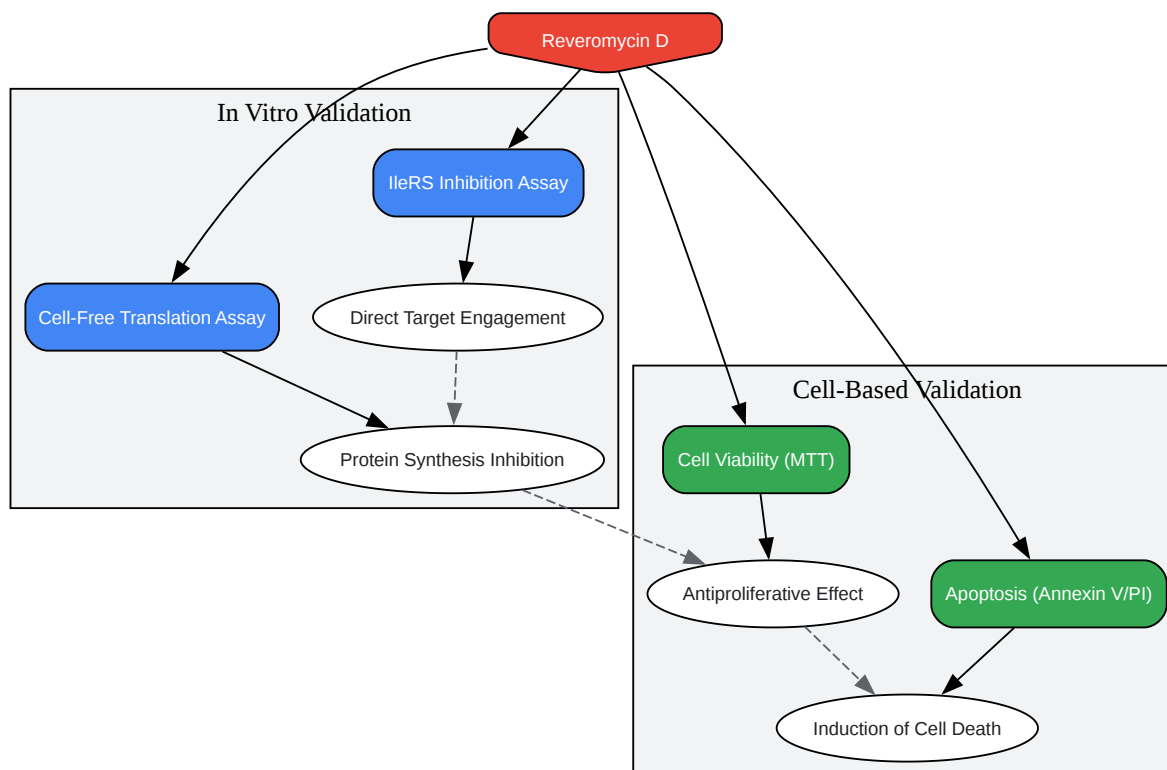 Reveromycin D
In Vitro Validation
IleRS Inhibition Assay
Cell-Free Translation Assay
Direct Target Engagement
Protein Synthesis Inhibition
Cell-Based Validation
Cell Viability (MTT)
Antiproliferative Effect
Apoptosis (Annexin V/PI)
Induction of Cell Death